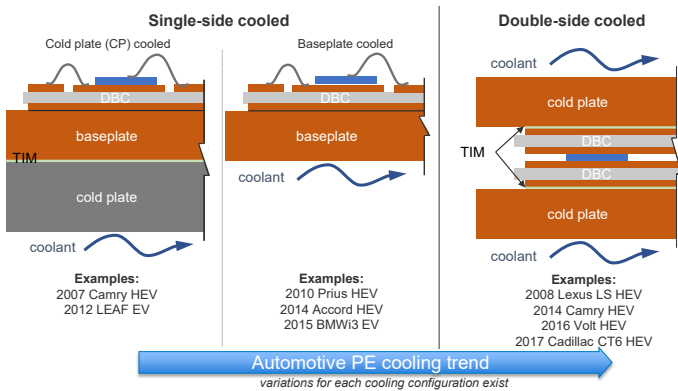 Single-side cooled
Double-side cooled
Cold plate (CP) cooled
Baseplate cooled
DBC
baseplate
TIM
cold plate
coolant
Examples:
2007 Camry HEV
2012 LEAF EV
DBC
baseplate
coolant
Examples:
2010 Prius HEV
2014 Accord HEV
2015 BMWi3 EV
coolant
cold plate
DBC
TIM
DBC
cold plate
coolant
Examples:
2008 Lexus LS HEV
2014 Camry HEV
2016 Volt HEV
2017 Cadillac CT6 HEV
Automotive PE cooling trend
variations for each cooling configuration exist